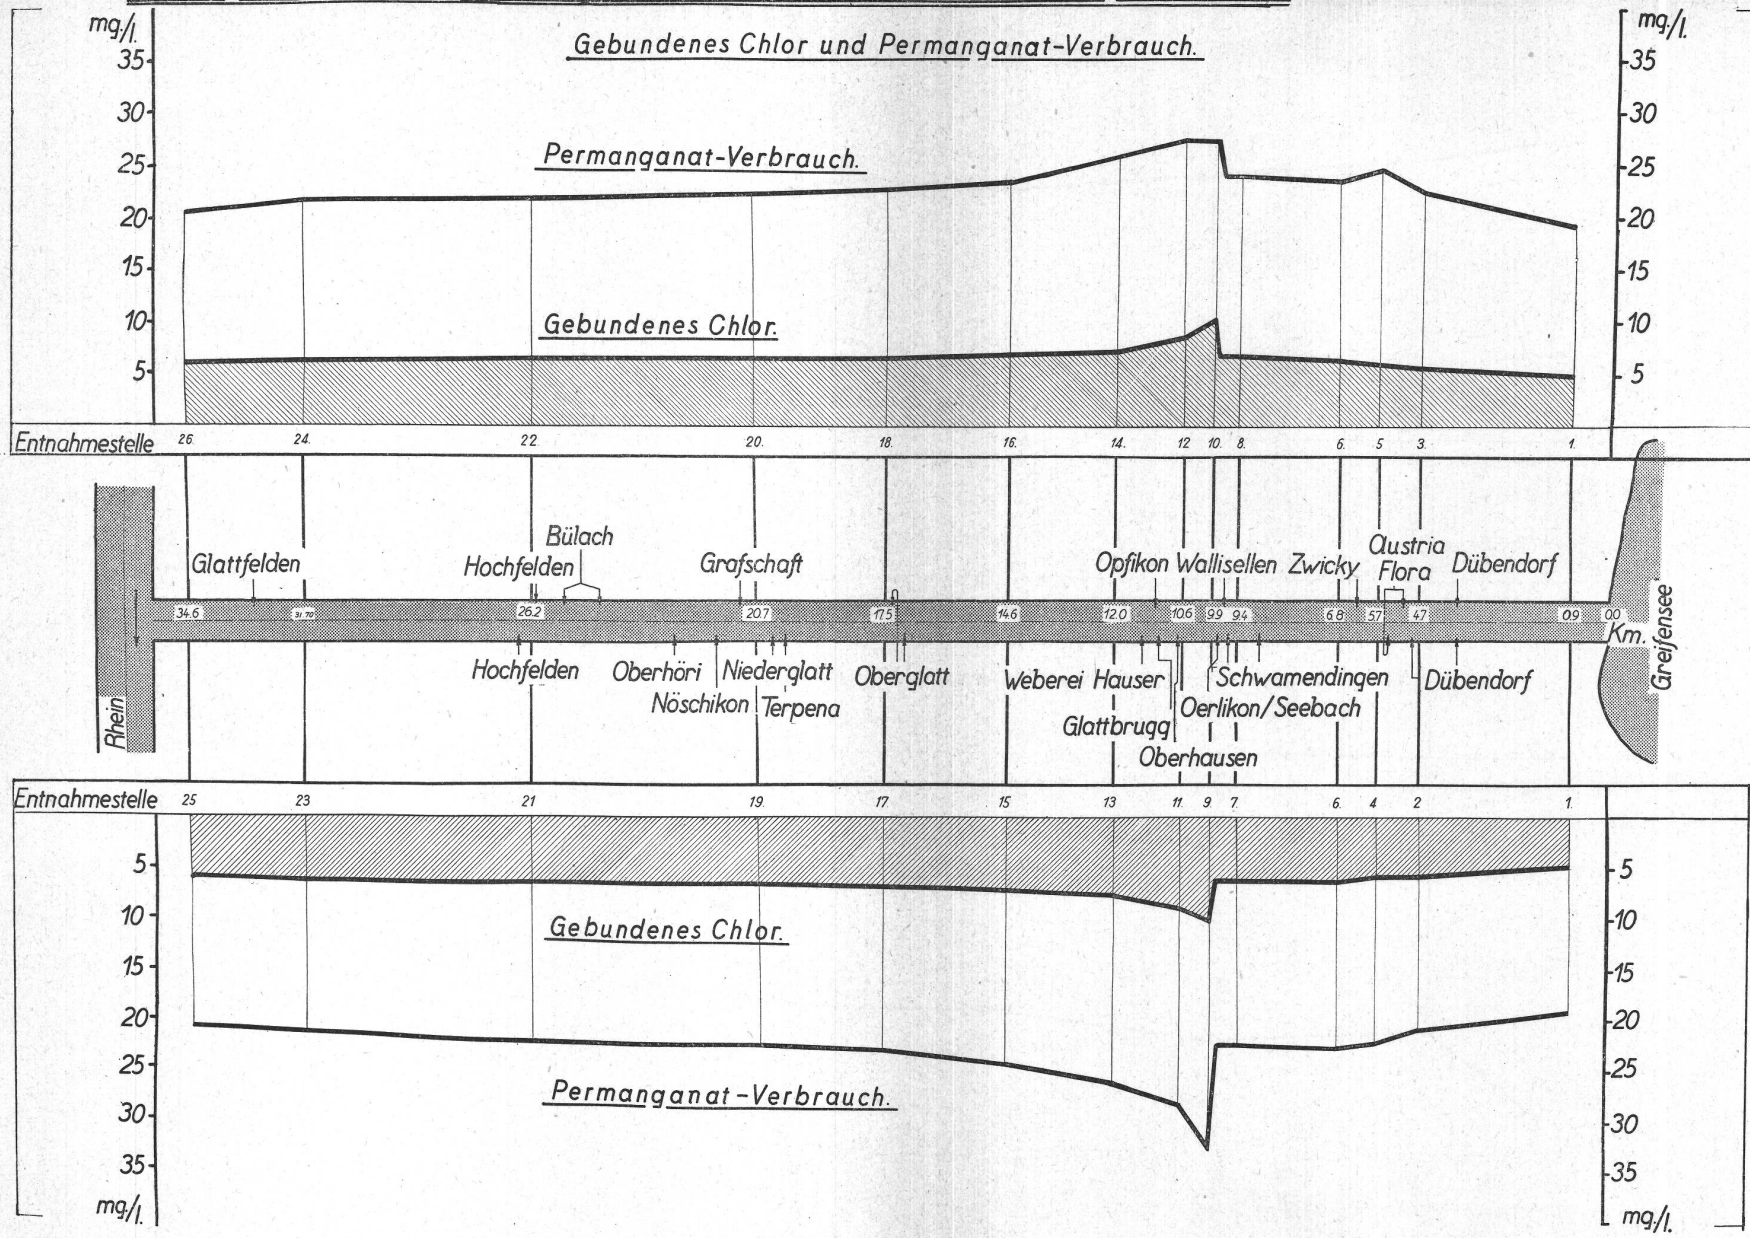 Gebundenes Chlor und Permanganat-Verbrauch.
mg./l.
mg./l.
35
30
25
20
15
10
5
35
30
25
20
15
10
5
Permanganat-Verbrauch.
Gebundenes Chlor.
Entnahmestelle 26. 24. 22. 20. 18. 16. 14. 12 10. 8. 6. 5 3. 1.
Bülach
Austria
Glattfelden Hochfelden Grafschaft Opfikon Wallisellen Zwicky Flora Dübendorf
34.6 31.70 26.2 20.7 17.5 14.6 12.0 10.6 9.9 9.4 6.8 5.7 4.7 0.9 0.0
Km.
Greifensee
Rhein
Hochfelden Oberhöri Niederglatt Oberglatt Weberei Hauser Schwamendingen Dübendorf
Nöschikon Terpena Oerlikon/Seebach
Glattbrugg
Oberhausen
Entnahmestelle 25 23 21 19. 17. 15 13 11. 9 7. 6. 4 2 1.
5
10
15
20
25
30
35
5
10
15
20
25
30
35
Gebundenes Chlor.
Permanganat-Verbrauch.
mg./l.
mg./l.